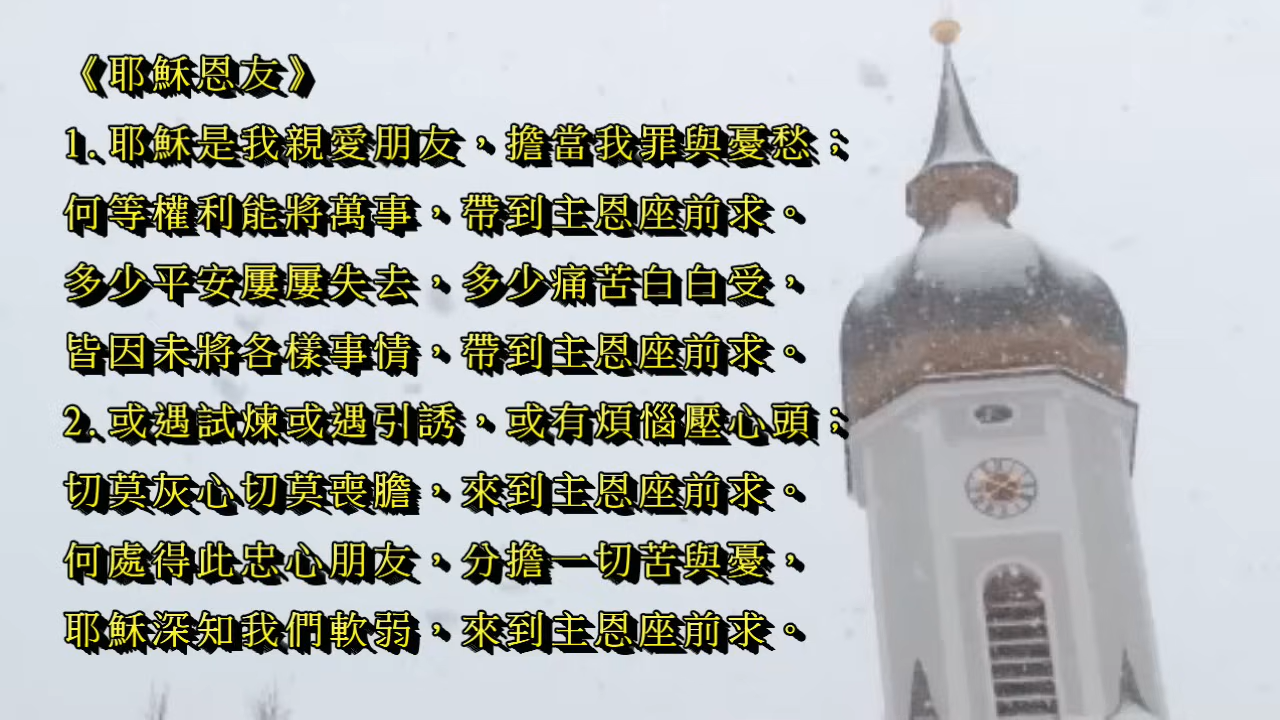 《耶穌恩友》
1.耶穌是我親愛朋友，擔當我罪與憂愁；
何等權利能將萬事，帶到主恩座前求。
多少平安屢屢失去，多少痛苦白白受，
皆因未將各樣事情，帶到主恩座前求。
2.或遇試煉或遇引誘，或有煩惱壓心頭；
切莫灰心切莫喪膽，來到主恩座前求。
何處得此忠心朋友，分擔一切苦與憂，
耶穌深知我們軟弱，來到主恩座前求。